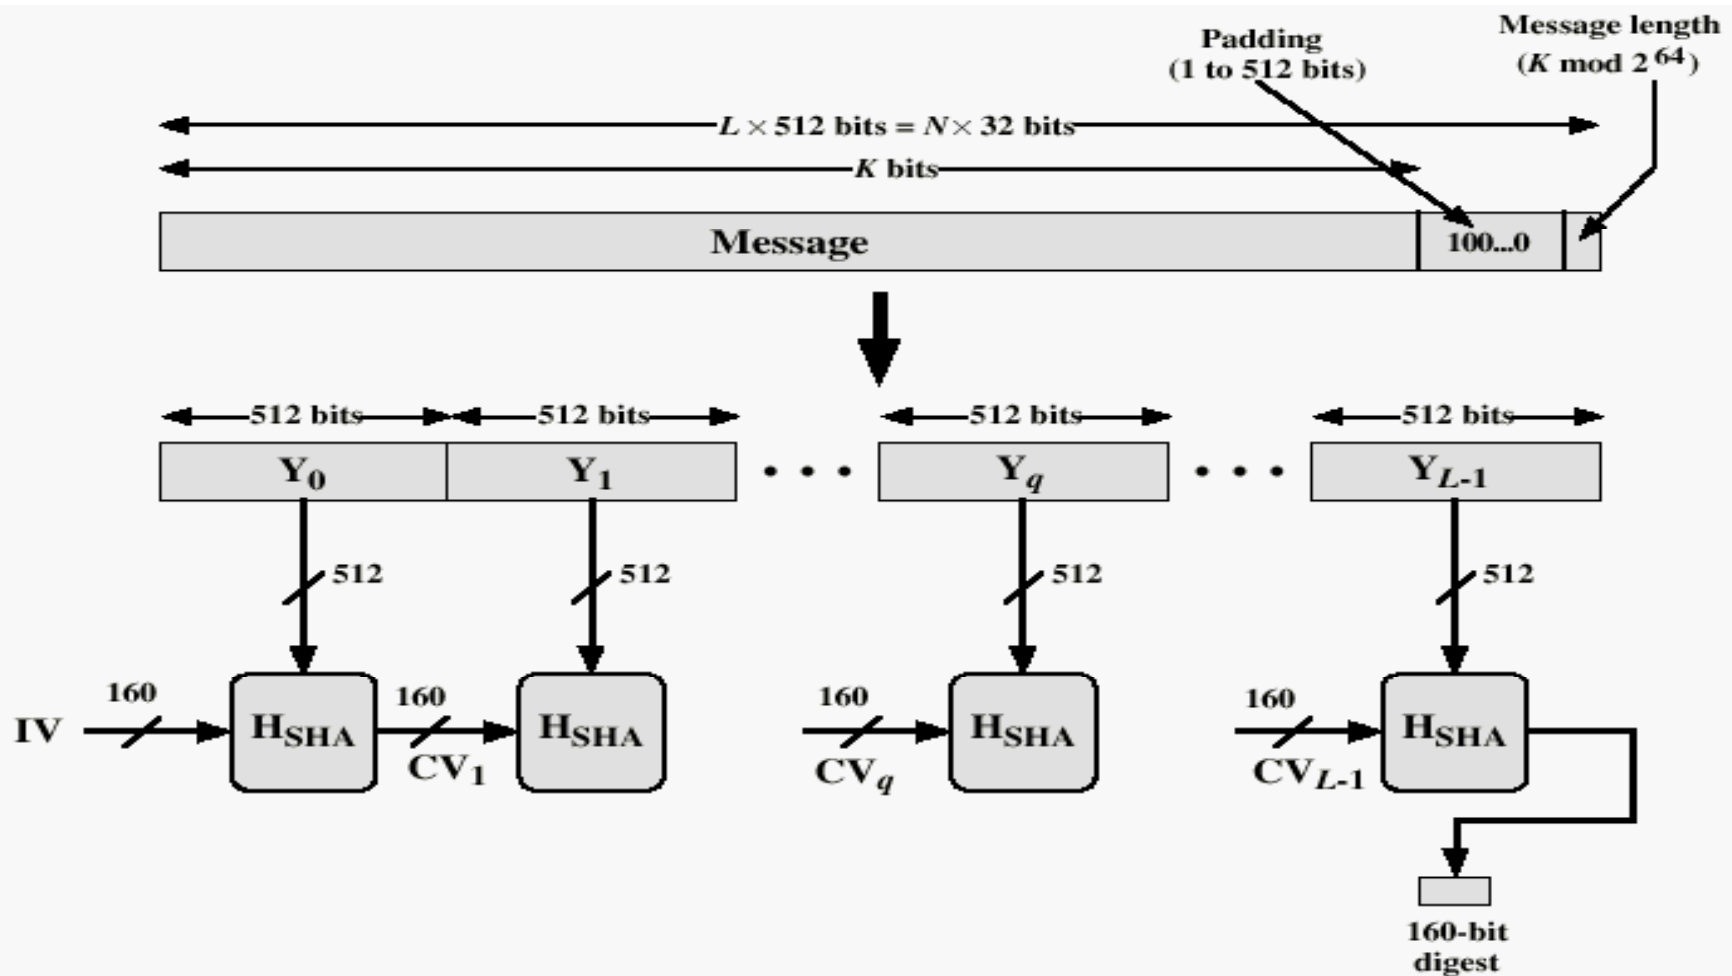 Padding
(1 to 512 bits)
Message length
(K mod 2^64)
L × 512 bits = N × 32 bits
K bits
Message
100...0
512 bits
512 bits
512 bits
512 bits
Y0
Y1
• • •
Yq
• • •
YL-1
512
512
512
512
160
160
160
160
IV
HSHA
HSHA
HSHA
HSHA
CV1
CVq
CVL-1
160-bit
digest